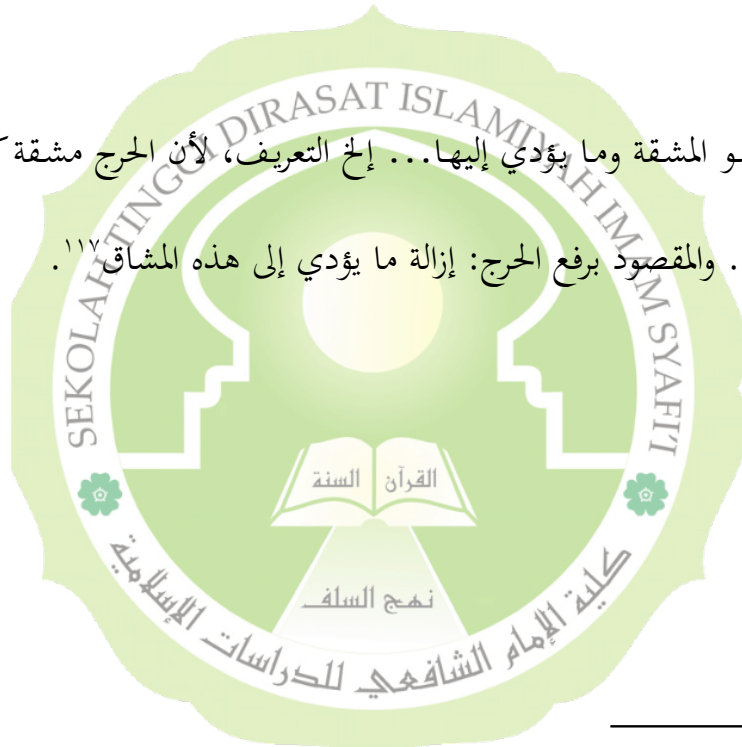 ـو المشقة وما يؤدي إليها... إلخ التعريف، لأن الحرج مشقة
. والمقصود برفع الحرج: إزالة ما يؤدي إلى هذه المشاق١١٧.
SEKOLAH TINGGI DIRASAT ISLAMIYAH IMAM SYAFI'I
القرآن السنة
نهج السلف
كلية الإمام الشافعي للدراسات الإسلامية